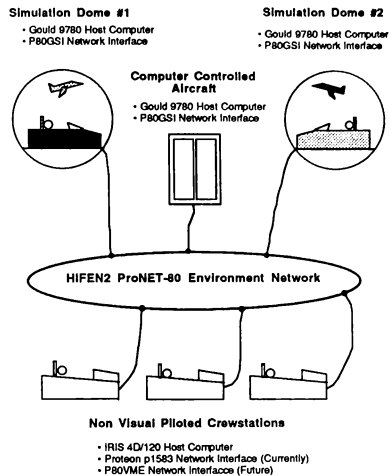 Simulation Dome #1
• Gould 9780 Host Computer
• P80GSI Network Interface
Simulation Dome #2
• Gould 9780 Host Computer
• P80GSI Network Interface
Computer Controlled
Aircraft
• Gould 9780 Host Computer
• P80GSI Network Interface
HIFEN2 ProNET-80 Environment Network
Non Visual Piloted Crewstations
• IRIS 4D/120 Host Computer
• Proteon p1583 Network Interface (Currently)
• P80VME Network Interfacce (Future)